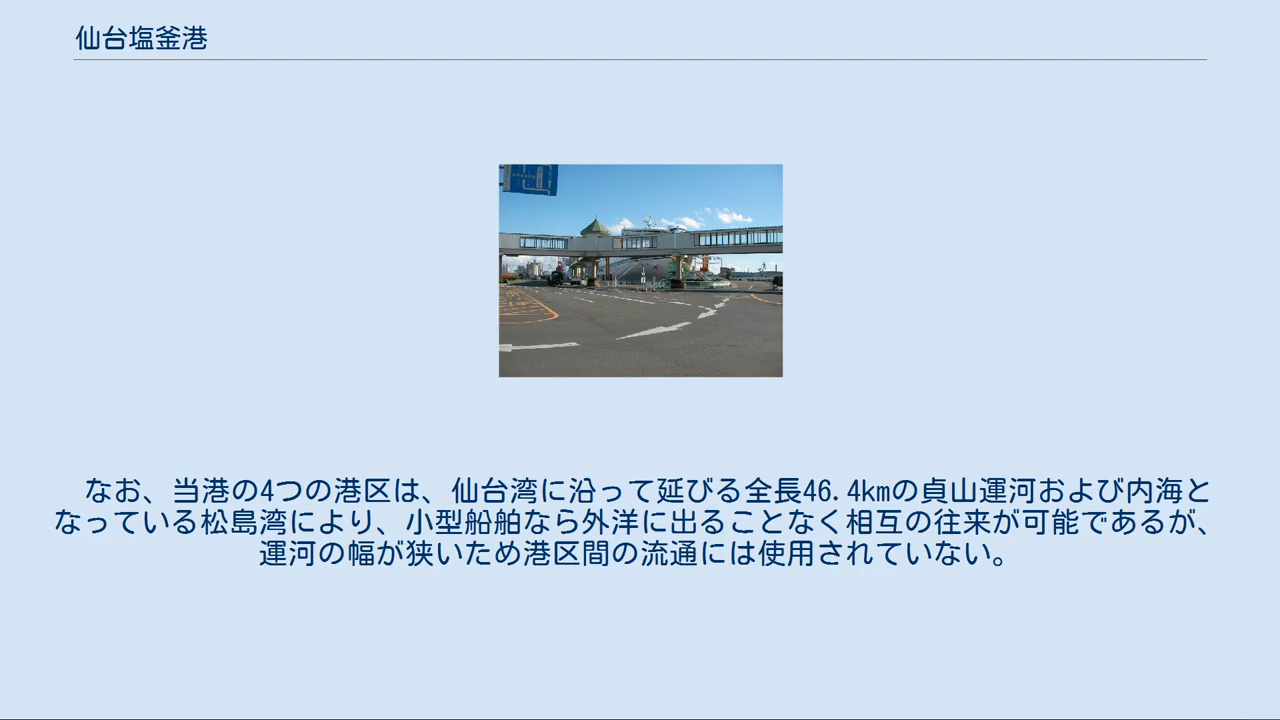 仙台塩釜港
なお、当港の4つの港区は、仙台湾に沿って延びる全長46.4kmの貞山運河および内海と
なっている松島湾により、小型船舶なら外洋に出ることなく相互の往来が可能であるが、
運河の幅が狭いため港区間の流通には使用されていない。